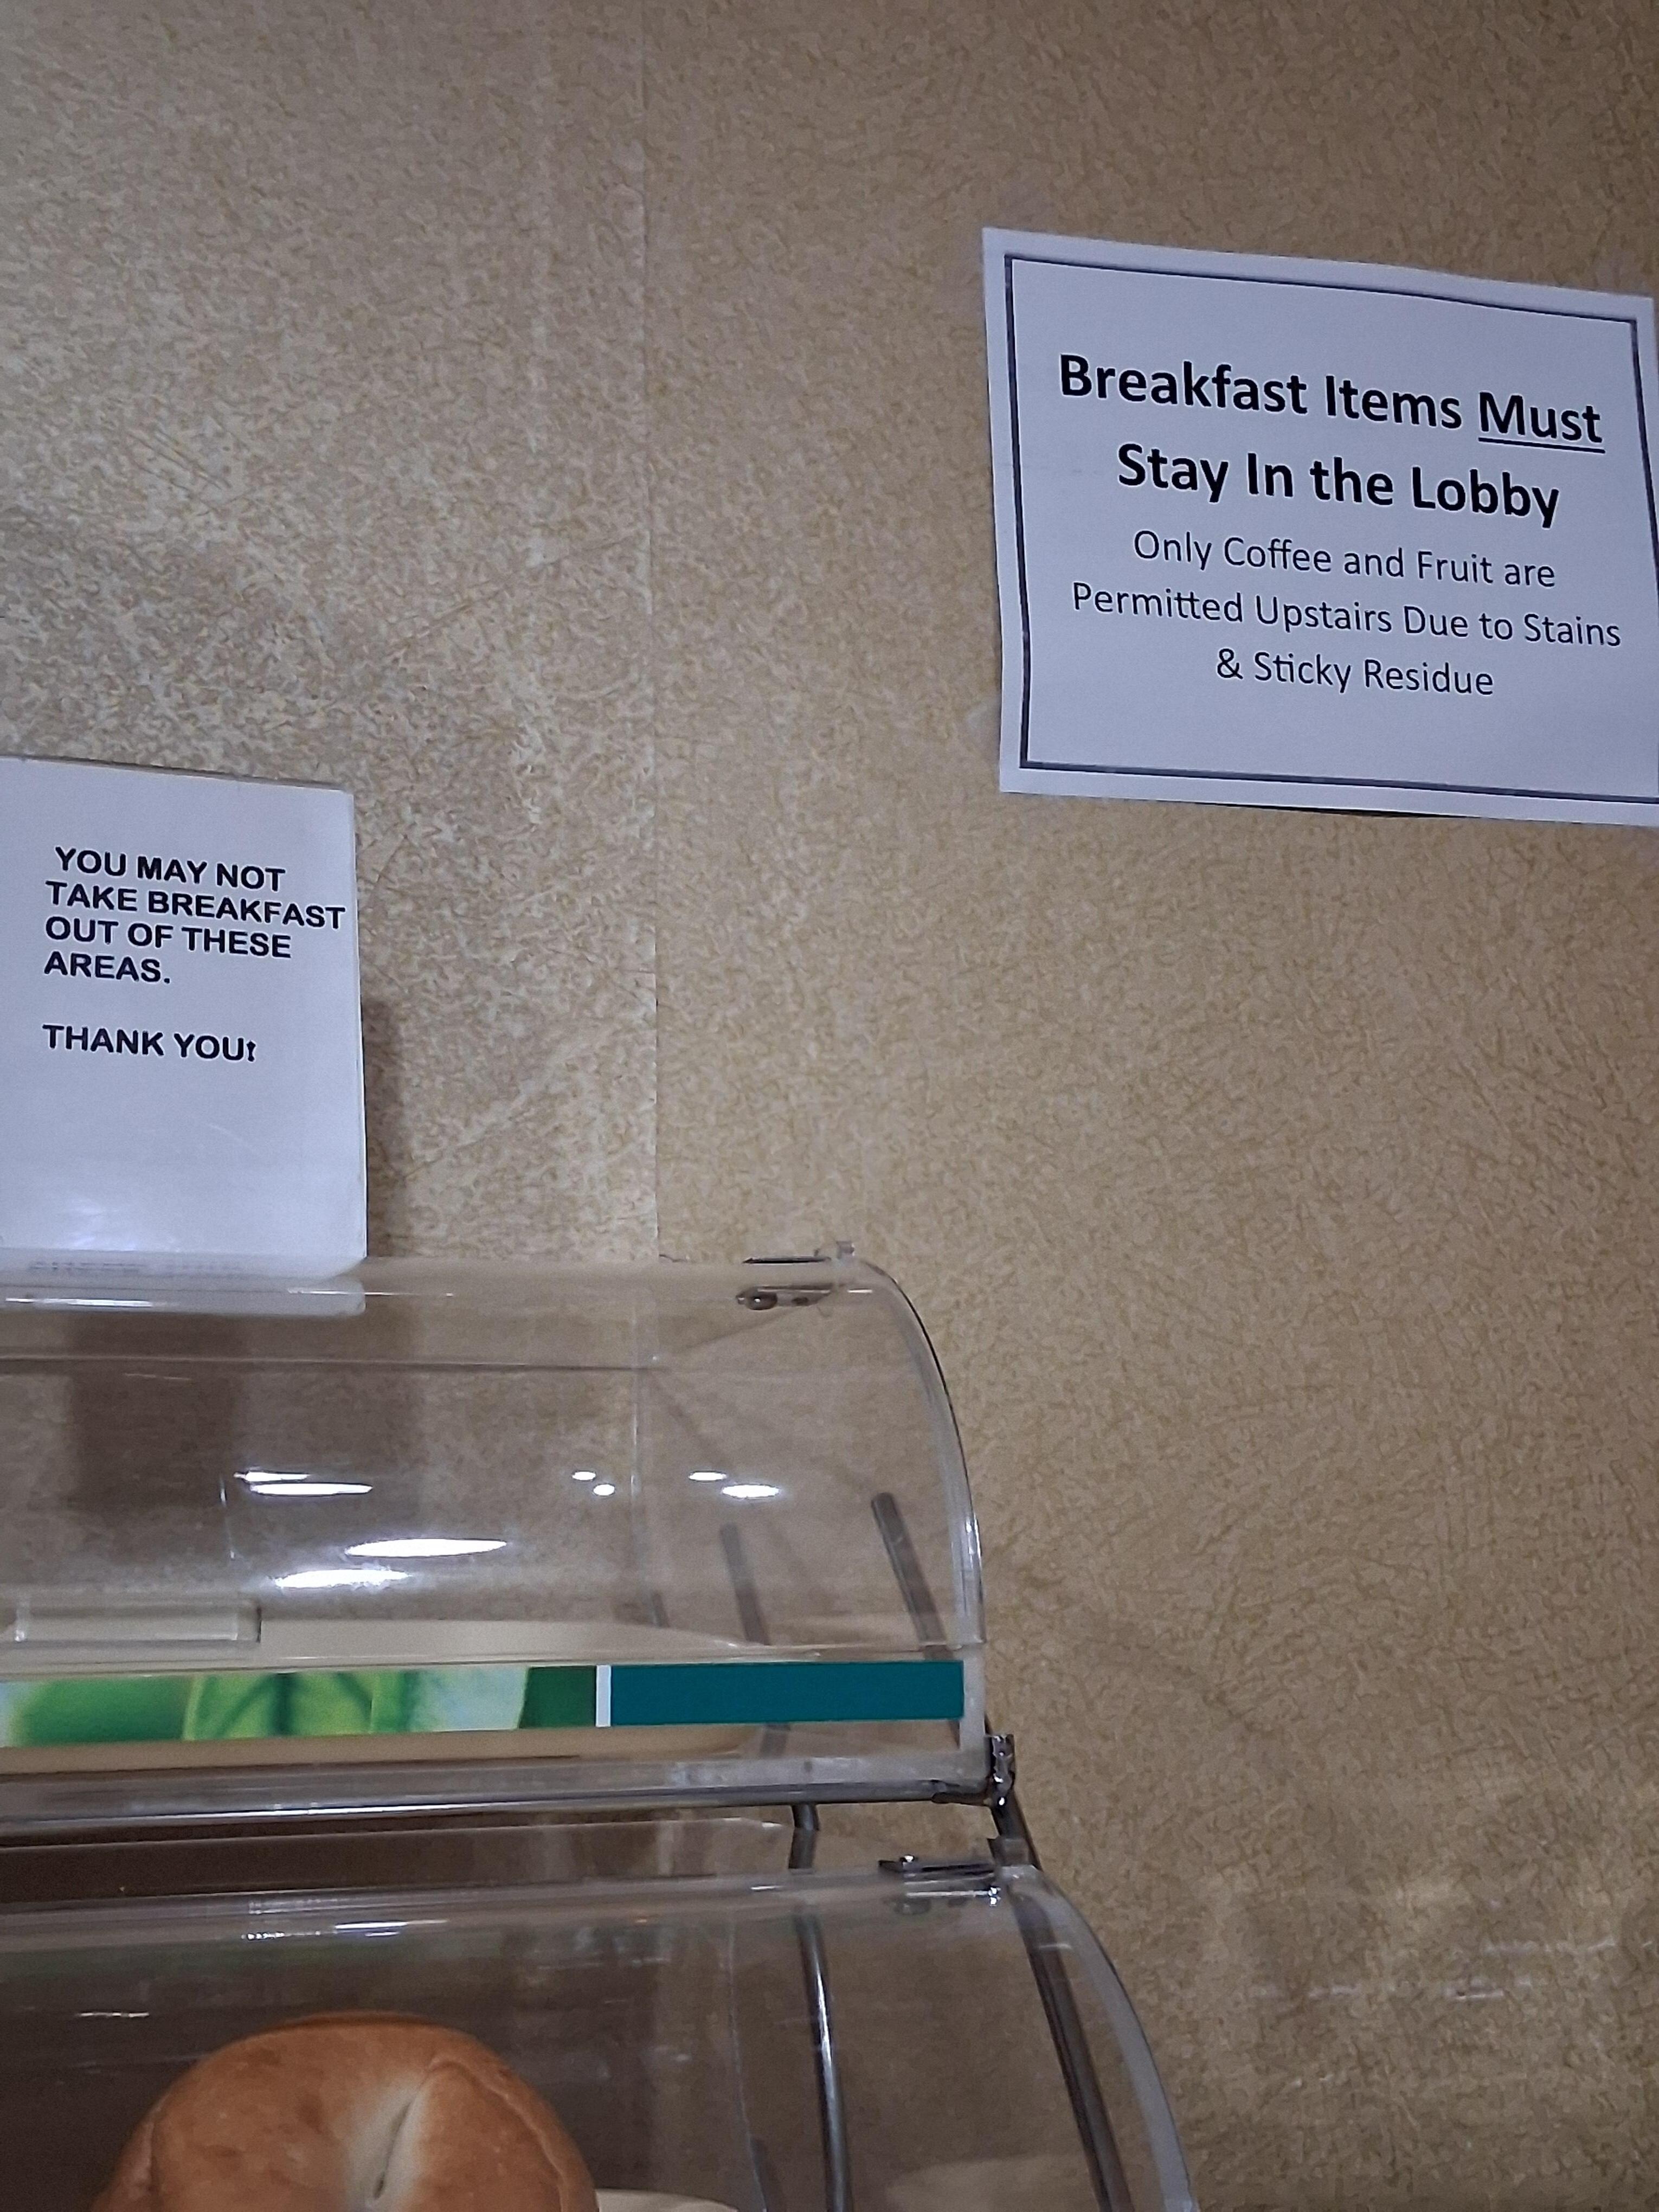 Breakfast Items Must
Stay In the Lobby
Only Coffee and Fruit are
Permitted Upstairs Due to Stains
& Sticky Residue
YOU MAY NOT
TAKE BREAKFAST
OUT OF THESE
AREAS.
THANK YOU!